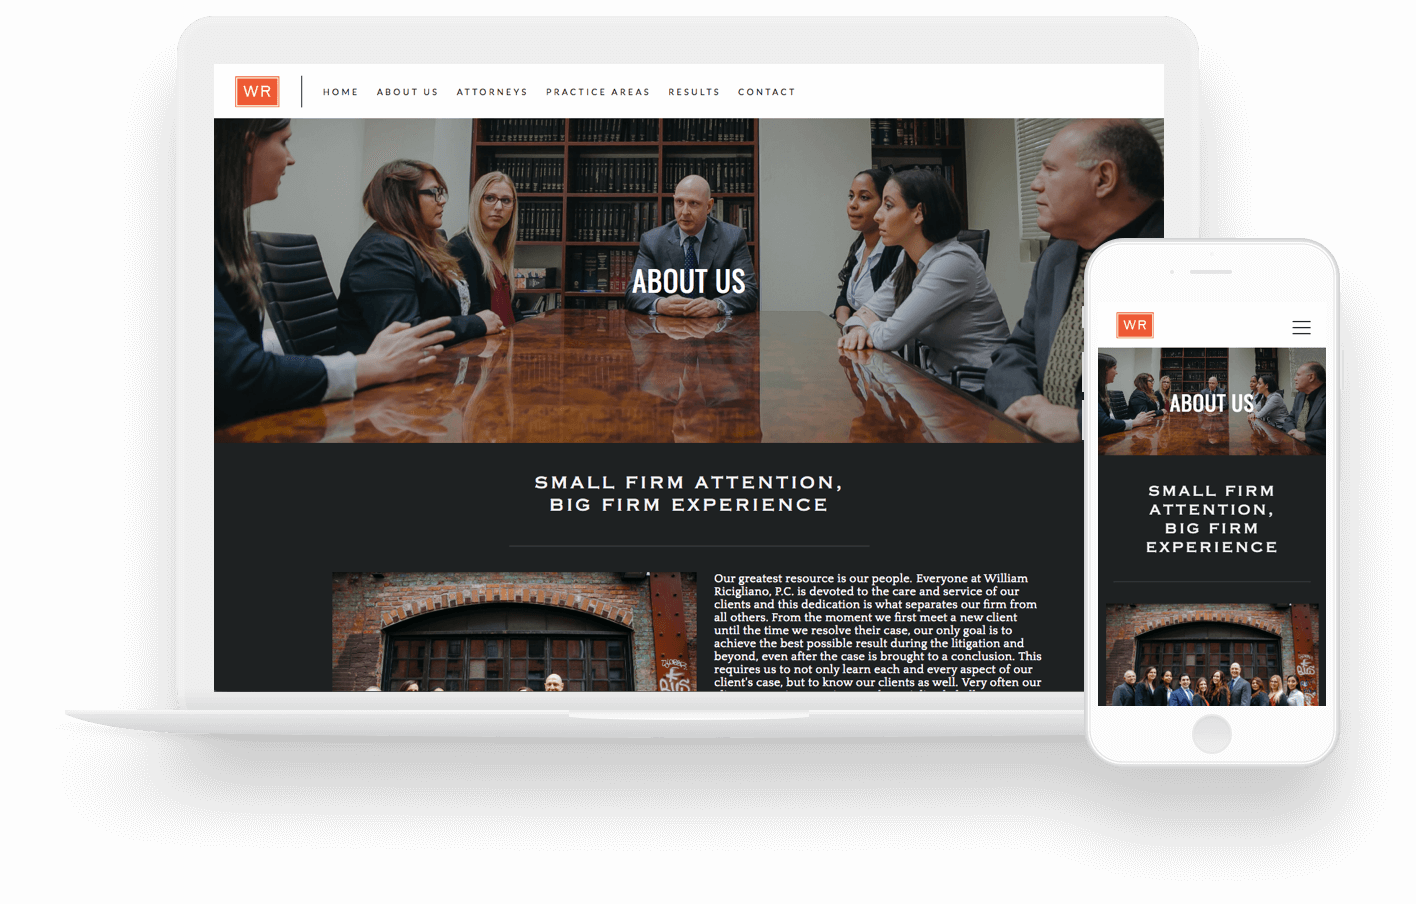 WR
HOME ABOUT US ATTORNEYS PRACTICE AREAS RESULTS CONTACT
ABOUT US
SMALL FIRM ATTENTION,
BIG FIRM EXPERIENCE
Our greatest resource is our people. Everyone at William
Ricigliano, P.C. is devoted to the care and service of our
clients and this dedication is what separates our firm from
all others. From the moment we first meet a new client
until the time we resolve their case, our only goal is to
achieve the best possible result during the litigation and
beyond, even after the case is brought to a conclusion. This
requires us to not only learn each and every aspect of our
client's case, but to know our clients as well. Very often our
WR
ABOUT US
SMALL FIRM
ATTENTION,
BIG FIRM
EXPERIENCE